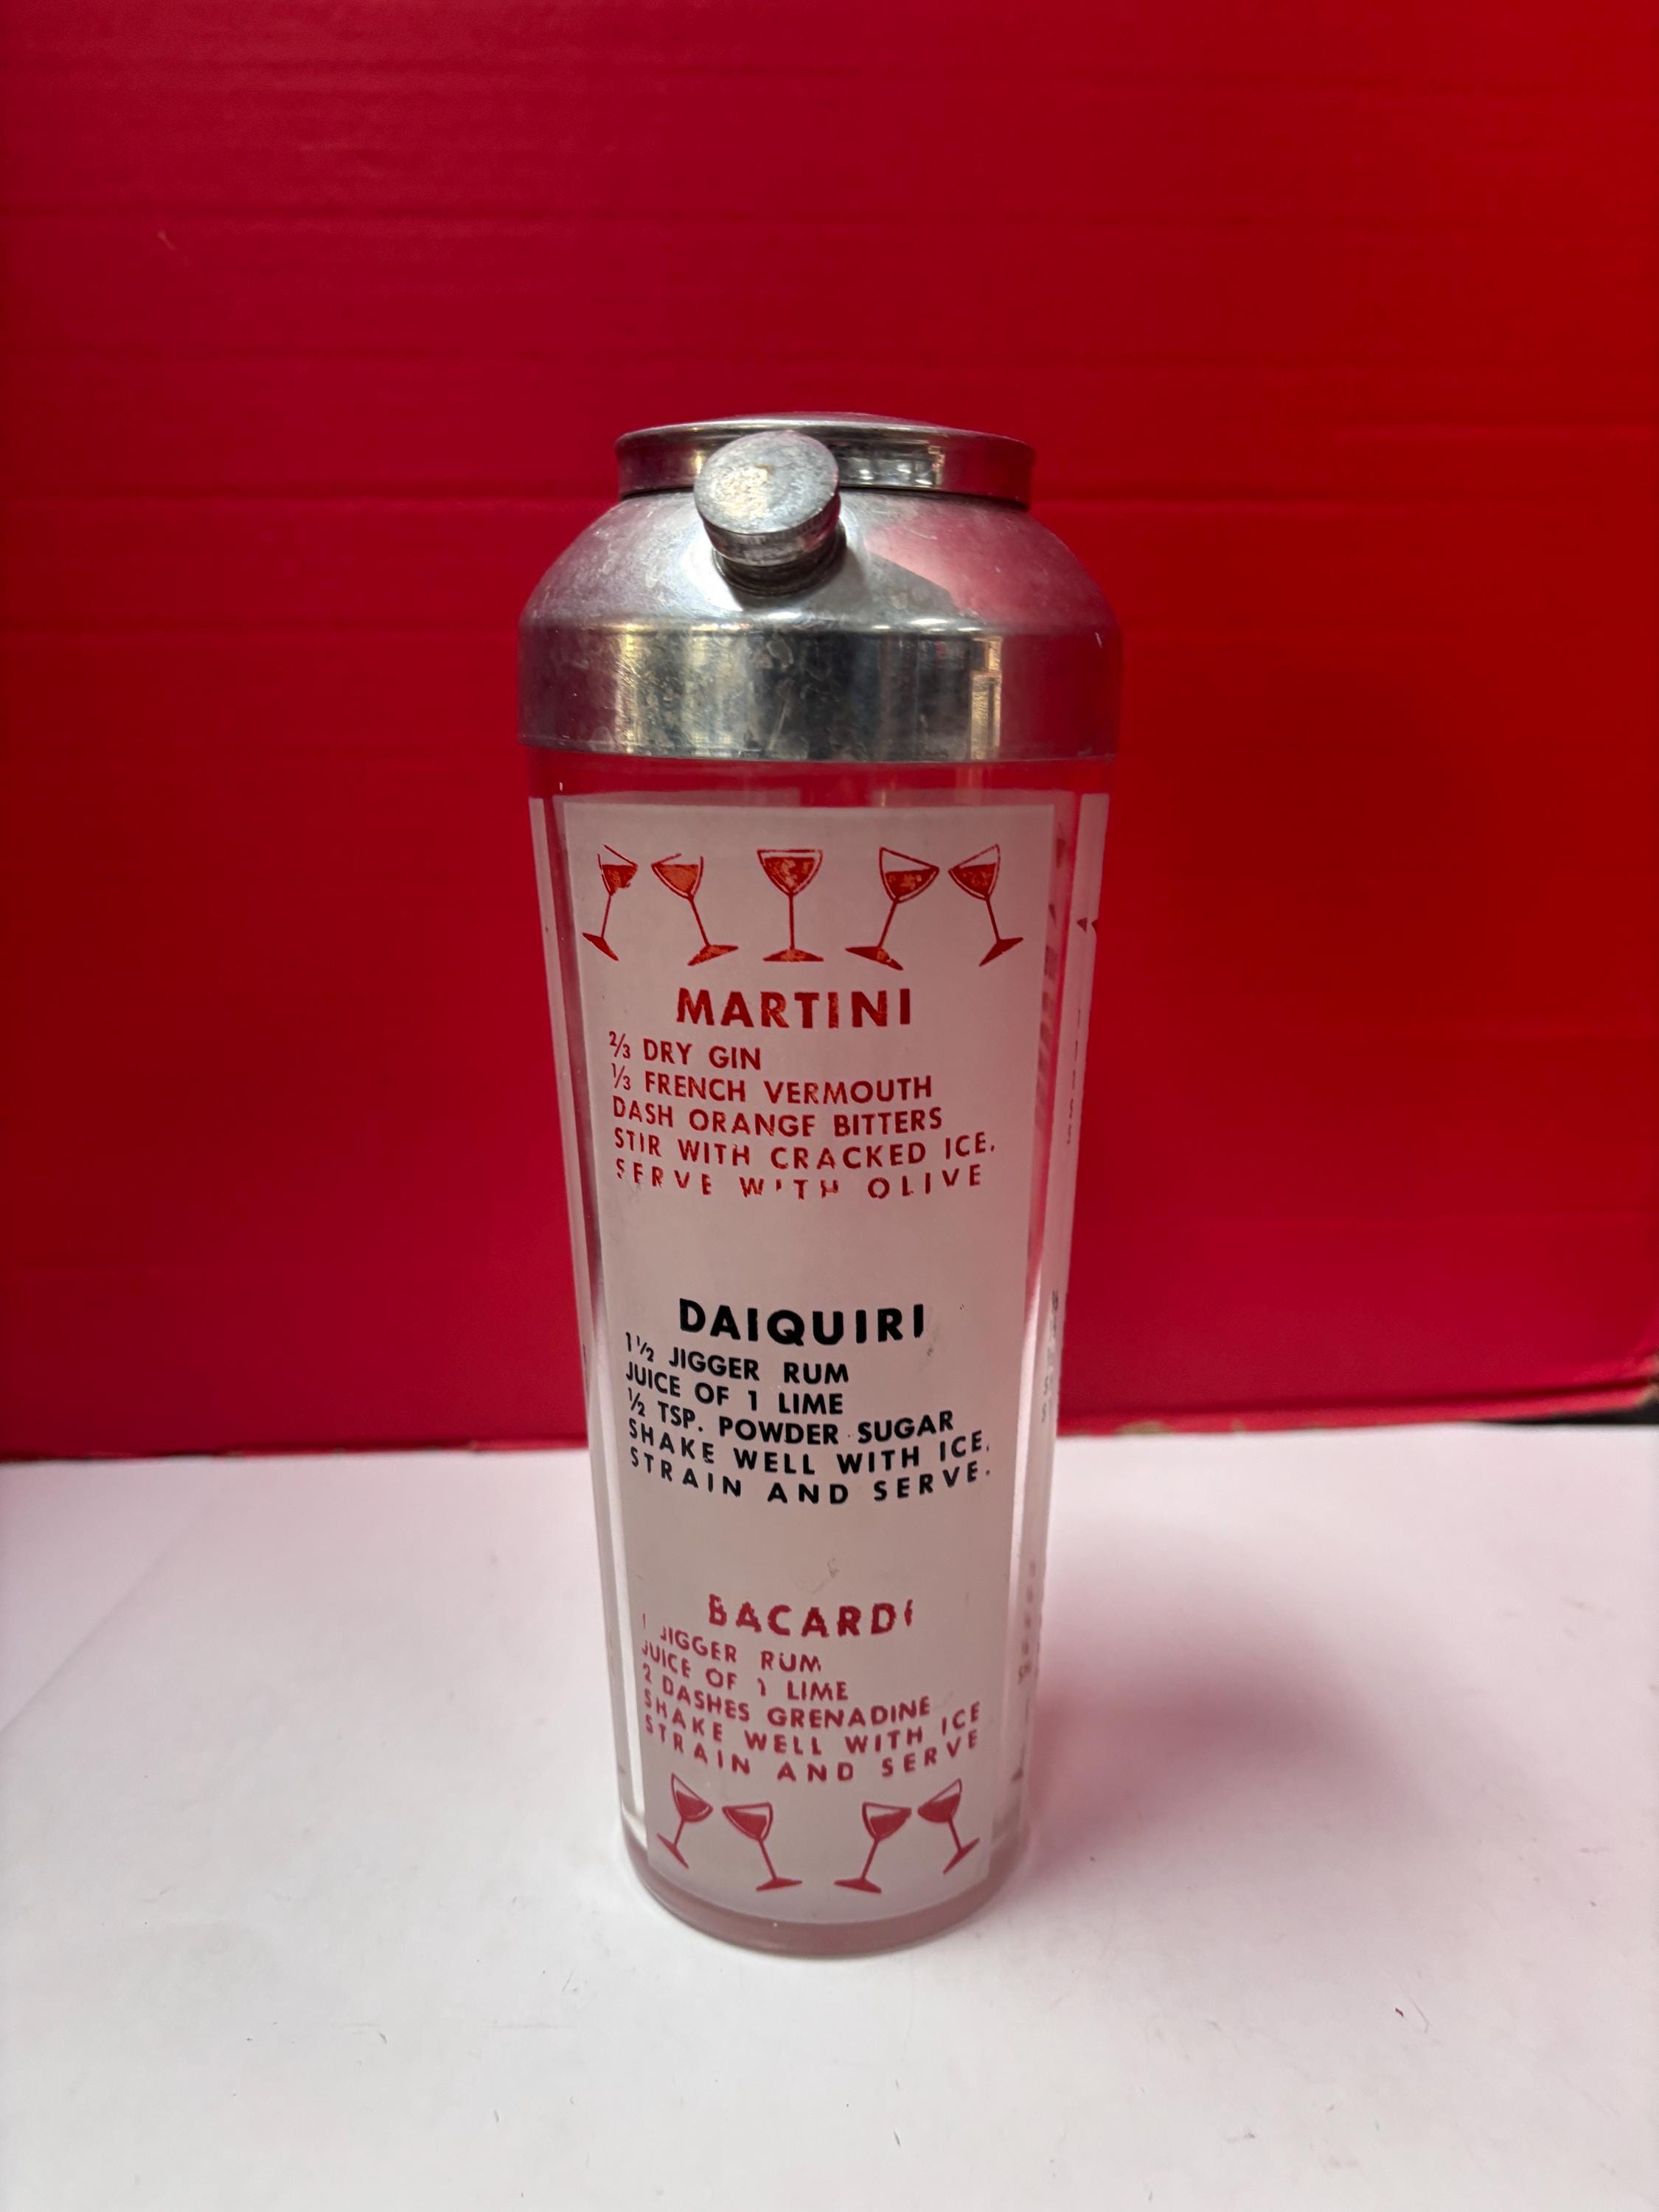 MARTINI
⅔ DRY GIN
⅓ FRENCH VERMOUTH
DASH ORANGE BITTERS
STIR WITH CRACKED ICE.
SERVE WITH OLIVE
DAIQUIRI
1½ JIGGER RUM
JUICE OF 1 LIME
½ TSP. POWDER SUGAR
SHAKE WELL WITH ICE.
STRAIN AND SERVE.
BACARDI
1 JIGGER RUM
JUICE OF 1 LIME
2 DASHES GRENADINE
SHAKE WELL WITH ICE
STRAIN AND SERVE